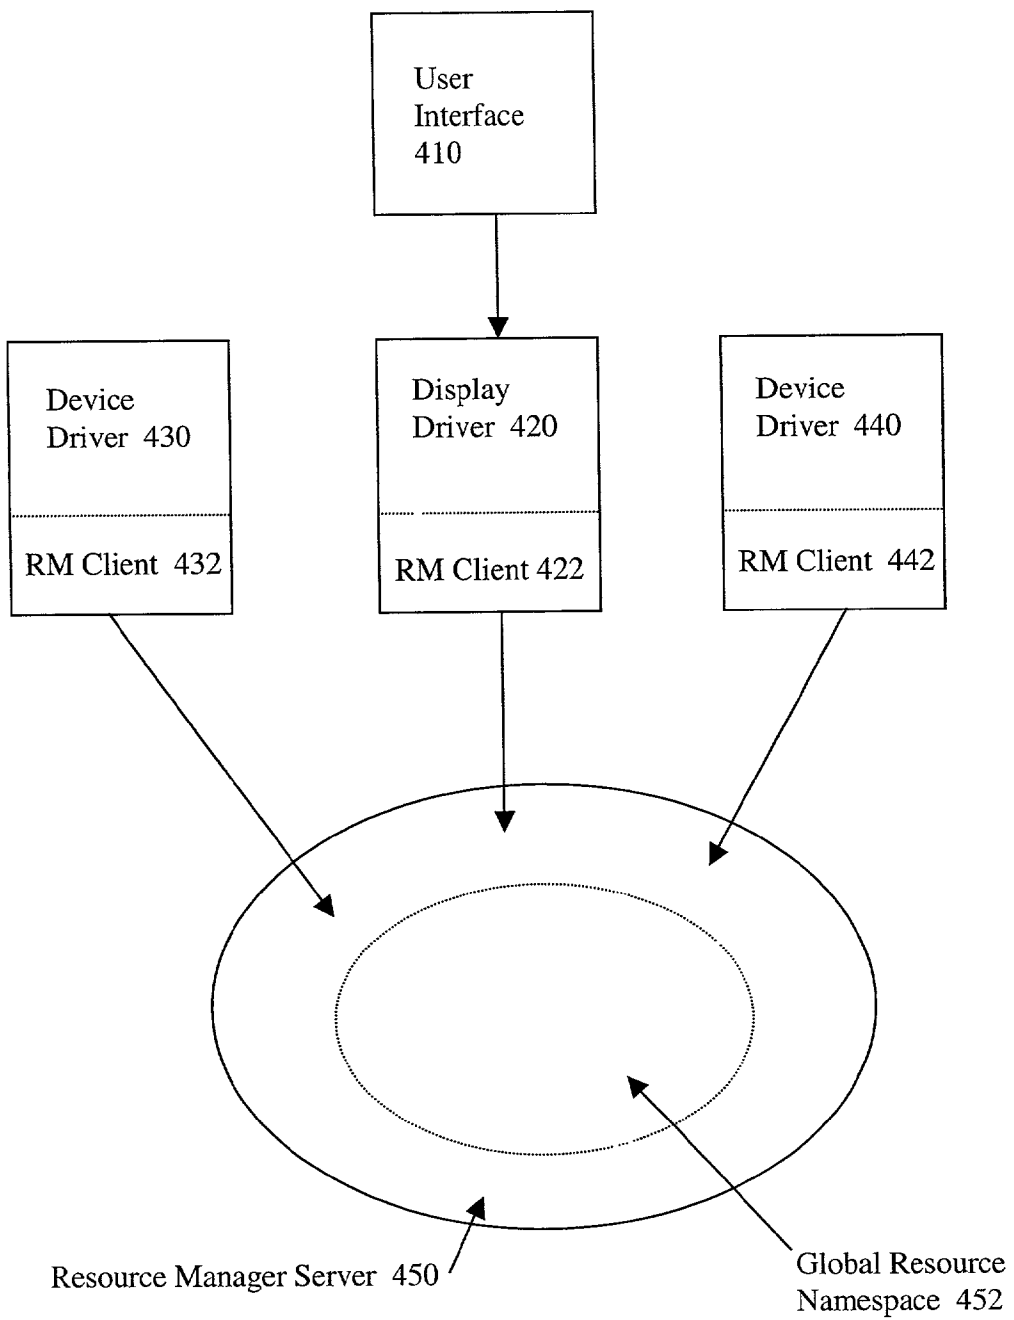 User
Interface
410
Device
Driver 430
RM Client 432
Display
Driver 420
RM Client 422
Device
Driver 440
RM Client 442
Resource Manager Server 450
Global Resource
Namespace 452